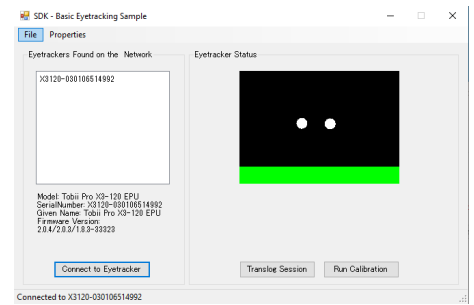 SDK - Basic Eyetracking Sample
File Properties
Eyetrackers Found on the Network
Eyetracker Status
X3120-030106514992
Model: Tobii Pro X3-120 EPU
SerialNumber: X3120-030106514992
Given Name: Tobii Pro X3-120 EPU
Firmware Version:
2.0.4/2.0.3/1.8.3-33323
Connect to Eyetracker
Translog Session
Run Calibration
Connected to X3120-030106514992